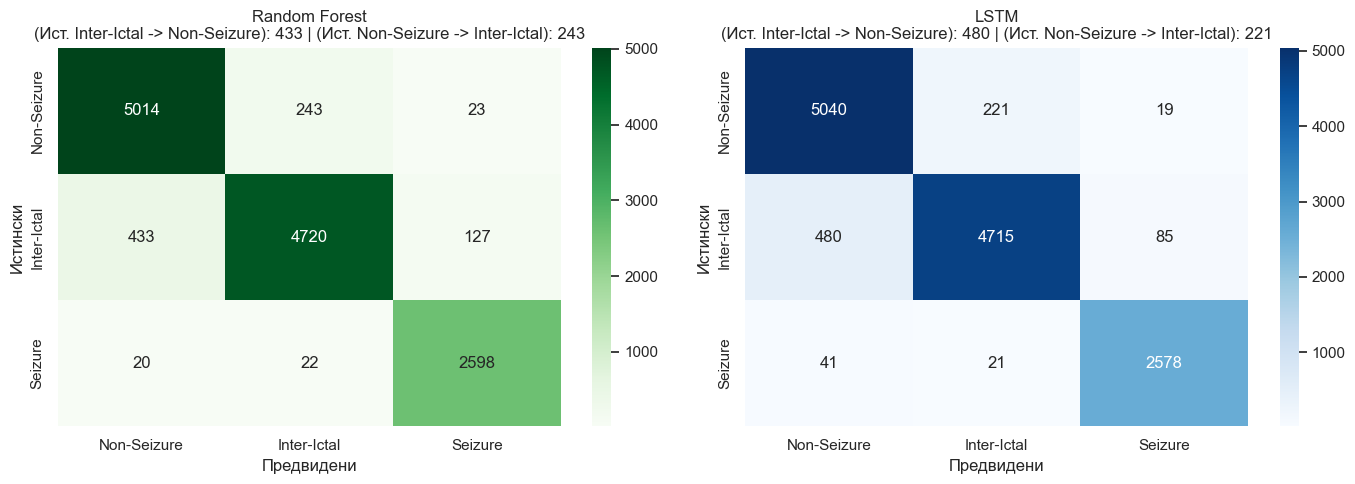 Random Forest
(Ист. Inter-Ictal -> Non-Seizure): 433 | (Ист. Non-Seizure -> Inter-Ictal): 243
Истински
Non-Seizure
Inter-Ictal
Seizure
5014 243 23
433 4720 127
20 22 2598
Non-Seizure Inter-Ictal Seizure
Предвидени
5000
4000
3000
2000
1000
LSTM
(Ист. Inter-Ictal -> Non-Seizure): 480 | (Ист. Non-Seizure -> Inter-Ictal): 221
Истински
Non-Seizure
Inter-Ictal
Seizure
5040 221 19
480 4715 85
41 21 2578
Non-Seizure Inter-Ictal Seizure
Предвидени
5000
4000
3000
2000
1000